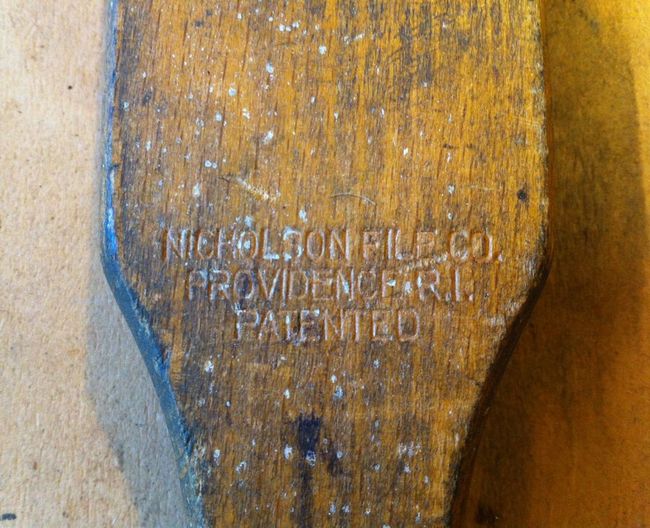 NICHOLSON FILE CO.
PROVIDENCE R.I.
PATENTED